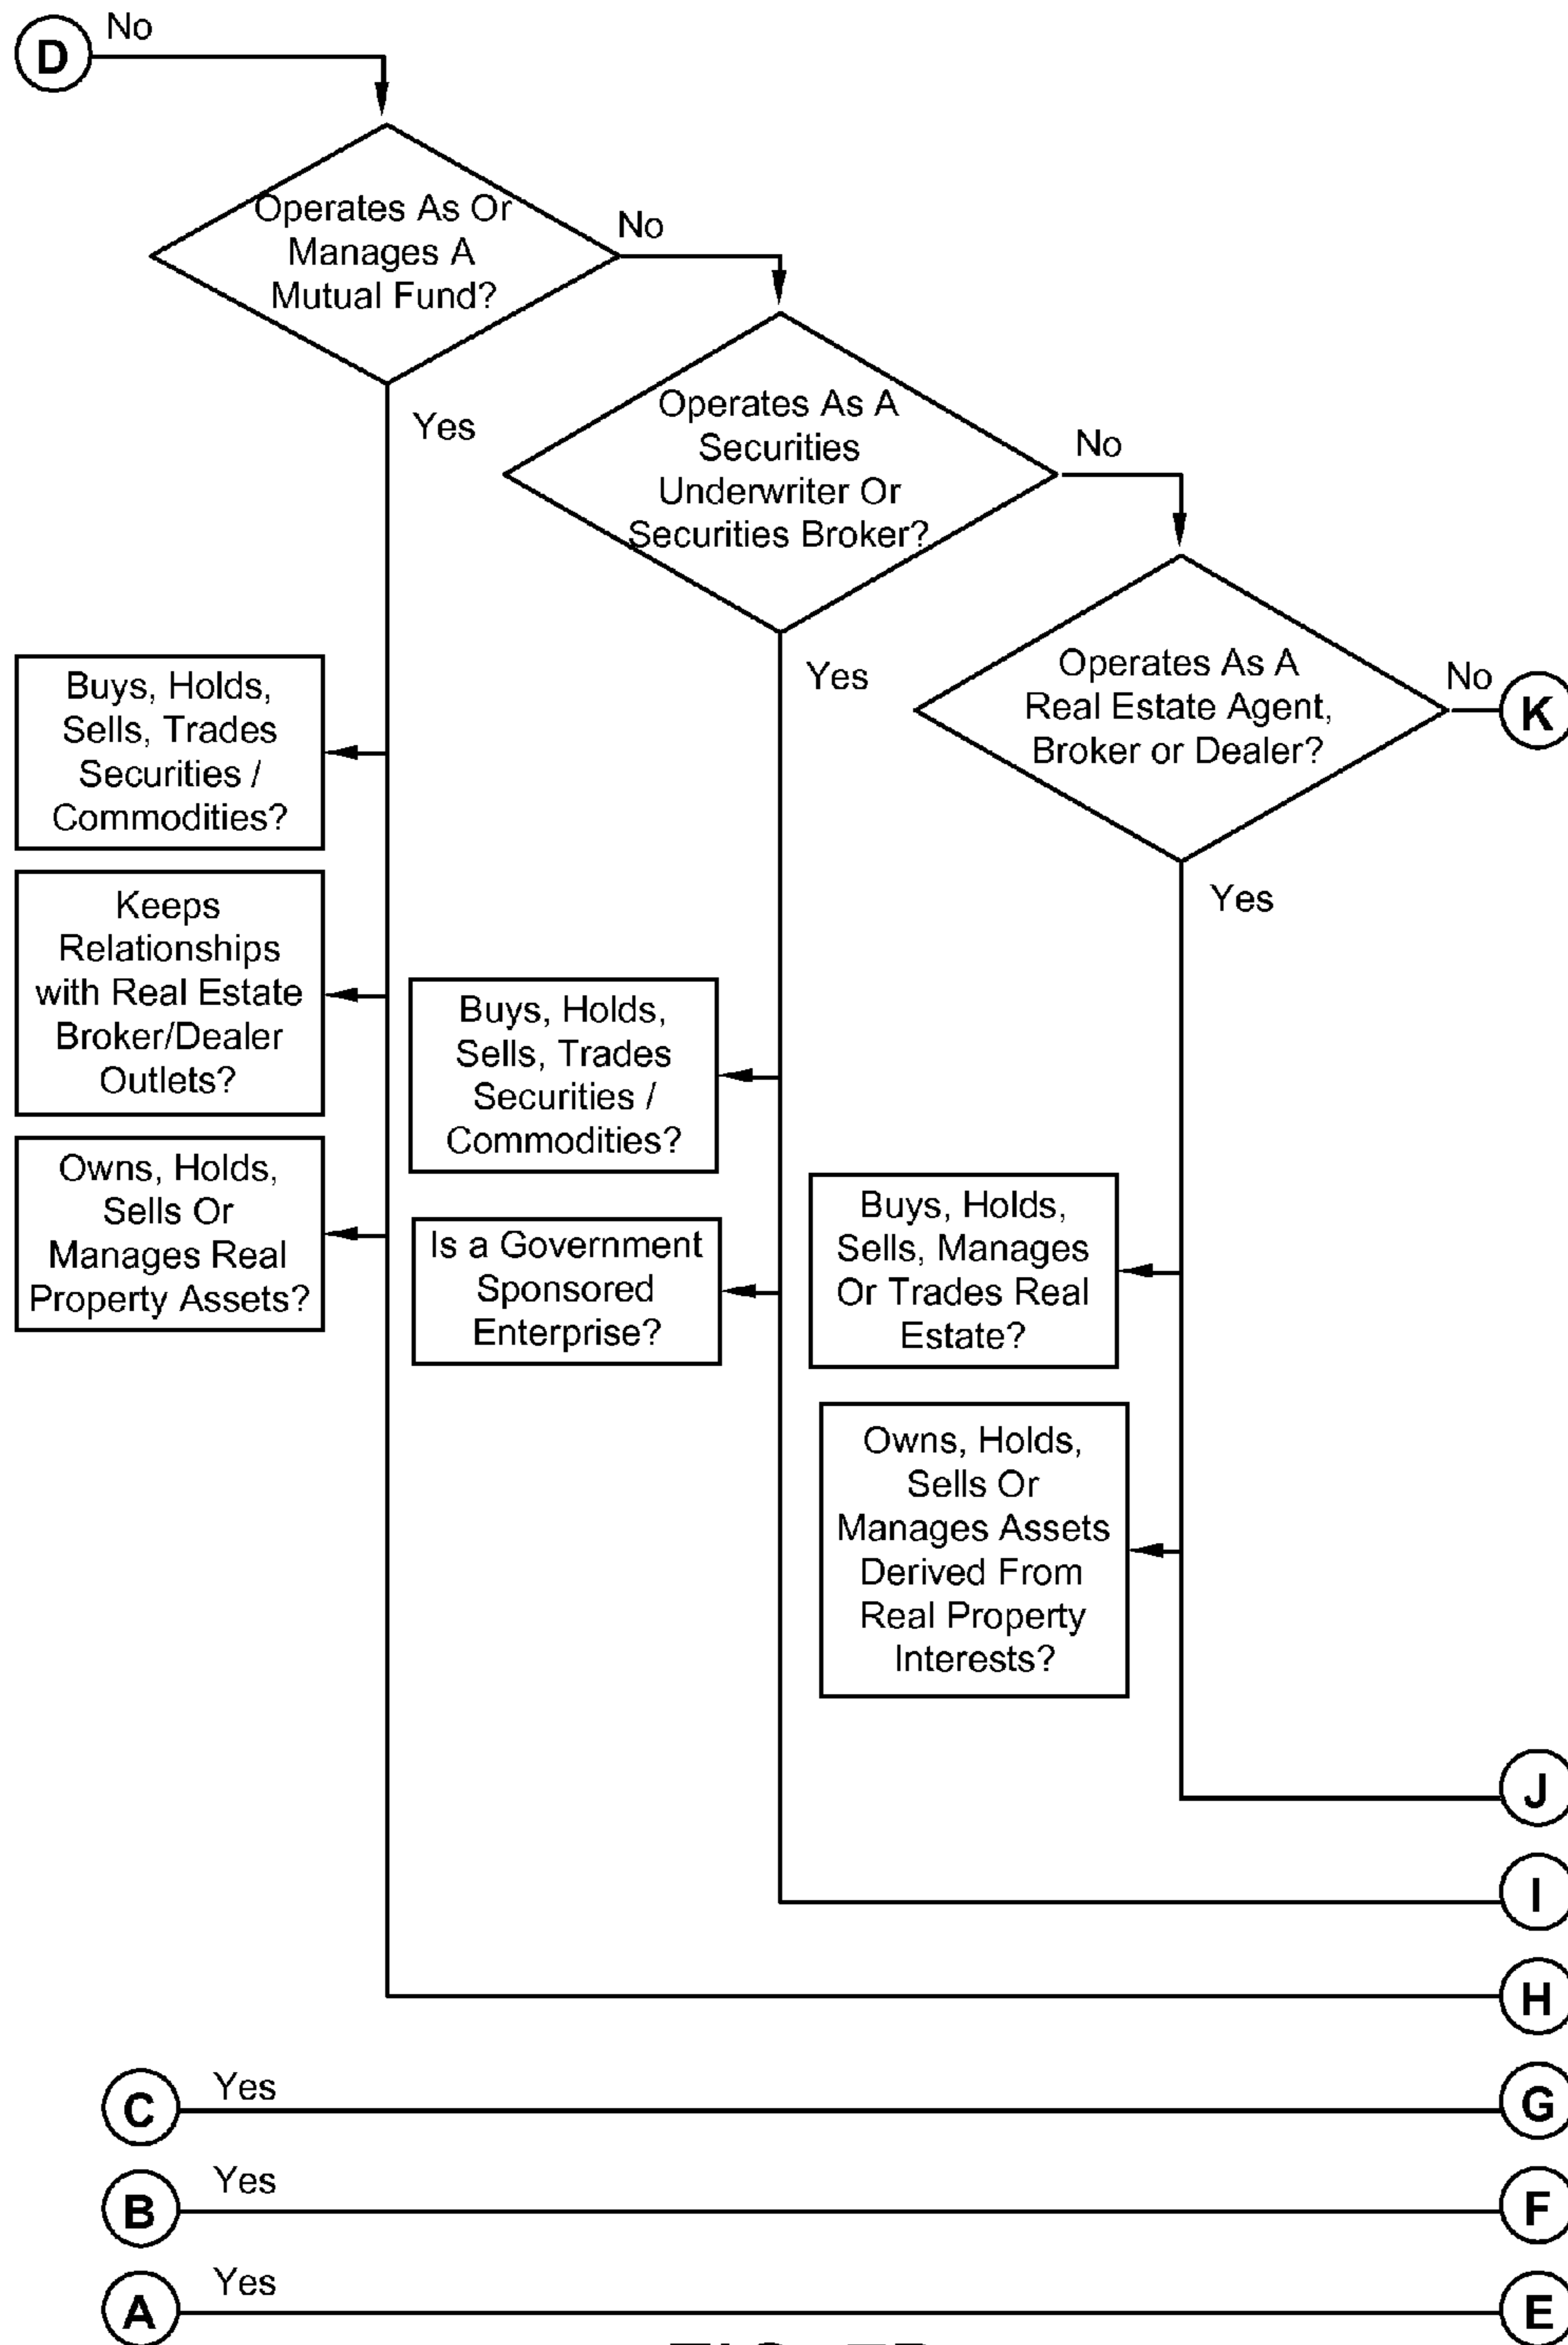 D
No
Operates As Or
Manages A
Mutual Fund?
No
Yes
Operates As A
Securities
Underwriter Or
Securities Broker?
No
Yes
Operates As A
Real Estate Agent,
Broker or Dealer?
No
K
Yes
Buys, Holds,
Sells, Trades
Securities /
Commodities?
Keeps
Relationships
with Real Estate
Broker/Dealer
Outlets?
Owns, Holds,
Sells Or
Manages Real
Property Assets?
Buys, Holds,
Sells, Trades
Securities /
Commodities?
Is a Government
Sponsored
Enterprise?
Buys, Holds,
Sells, Manages
Or Trades Real
Estate?
Owns, Holds,
Sells Or
Manages Assets
Derived From
Real Property
Interests?
J
I
H
C
Yes
G
B
Yes
F
A
Yes
E